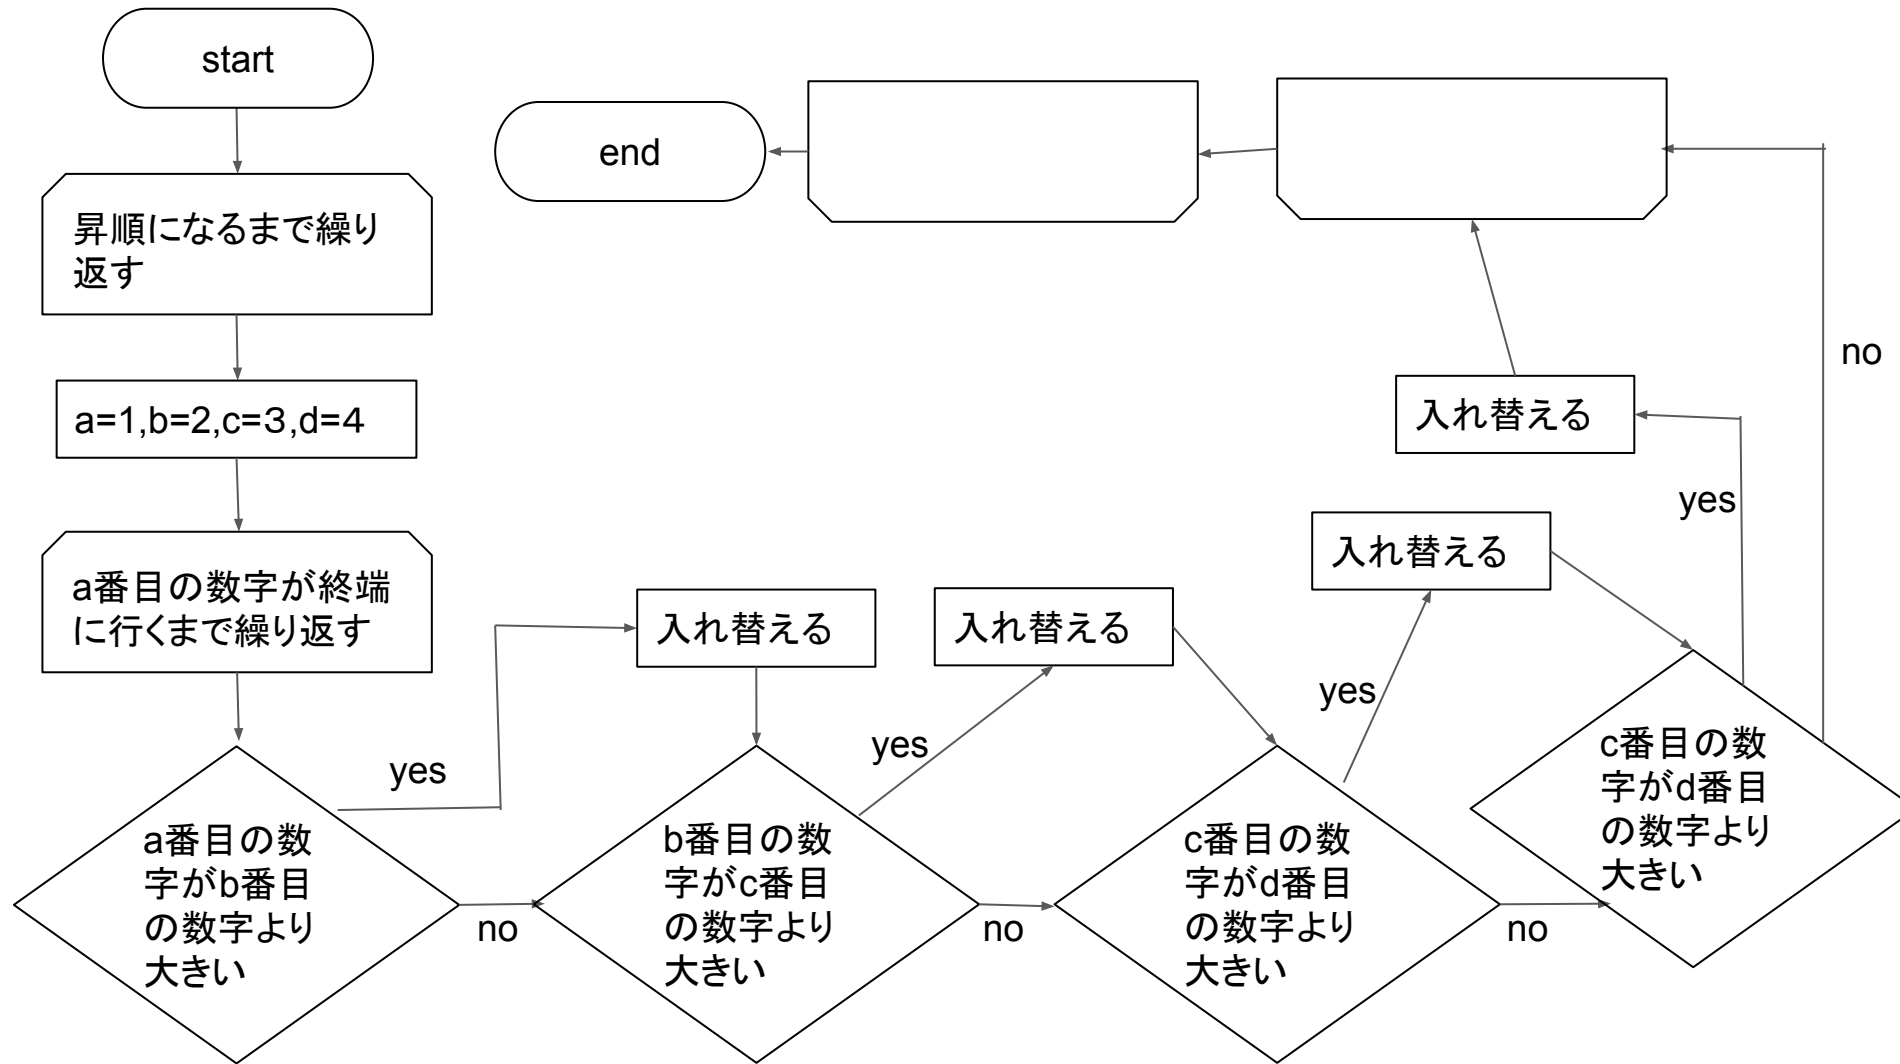 start
昇順になるまで繰り
返す
a=1,b=2,c=３,d=４
a番目の数字が終端
に行くまで繰り返す
a番目の数
字がb番目
の数字より
大きい
yes
no
入れ替える
b番目の数
字がc番目
の数字より
大きい
yes
no
入れ替える
c番目の数
字がd番目
の数字より
大きい
yes
no
入れ替える
c番目の数
字がd番目
の数字より
大きい
yes
no
入れ替える
end